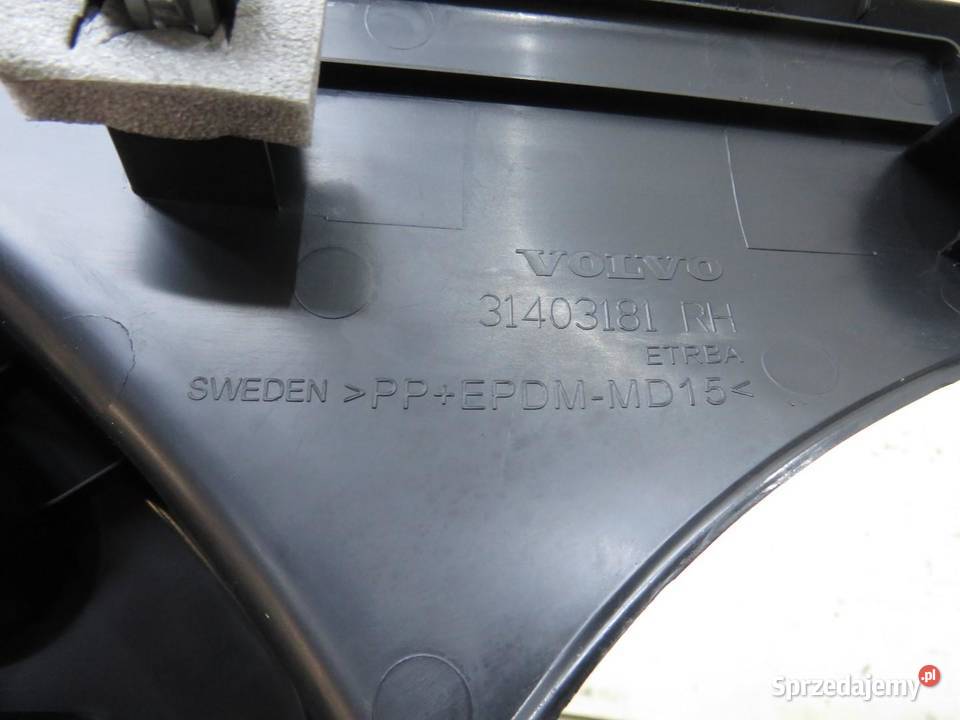 VOLVO
31403181 RH
ETRBA
SWEDEN >PP+EPDM-MD15<
Sprzedajemy.pl